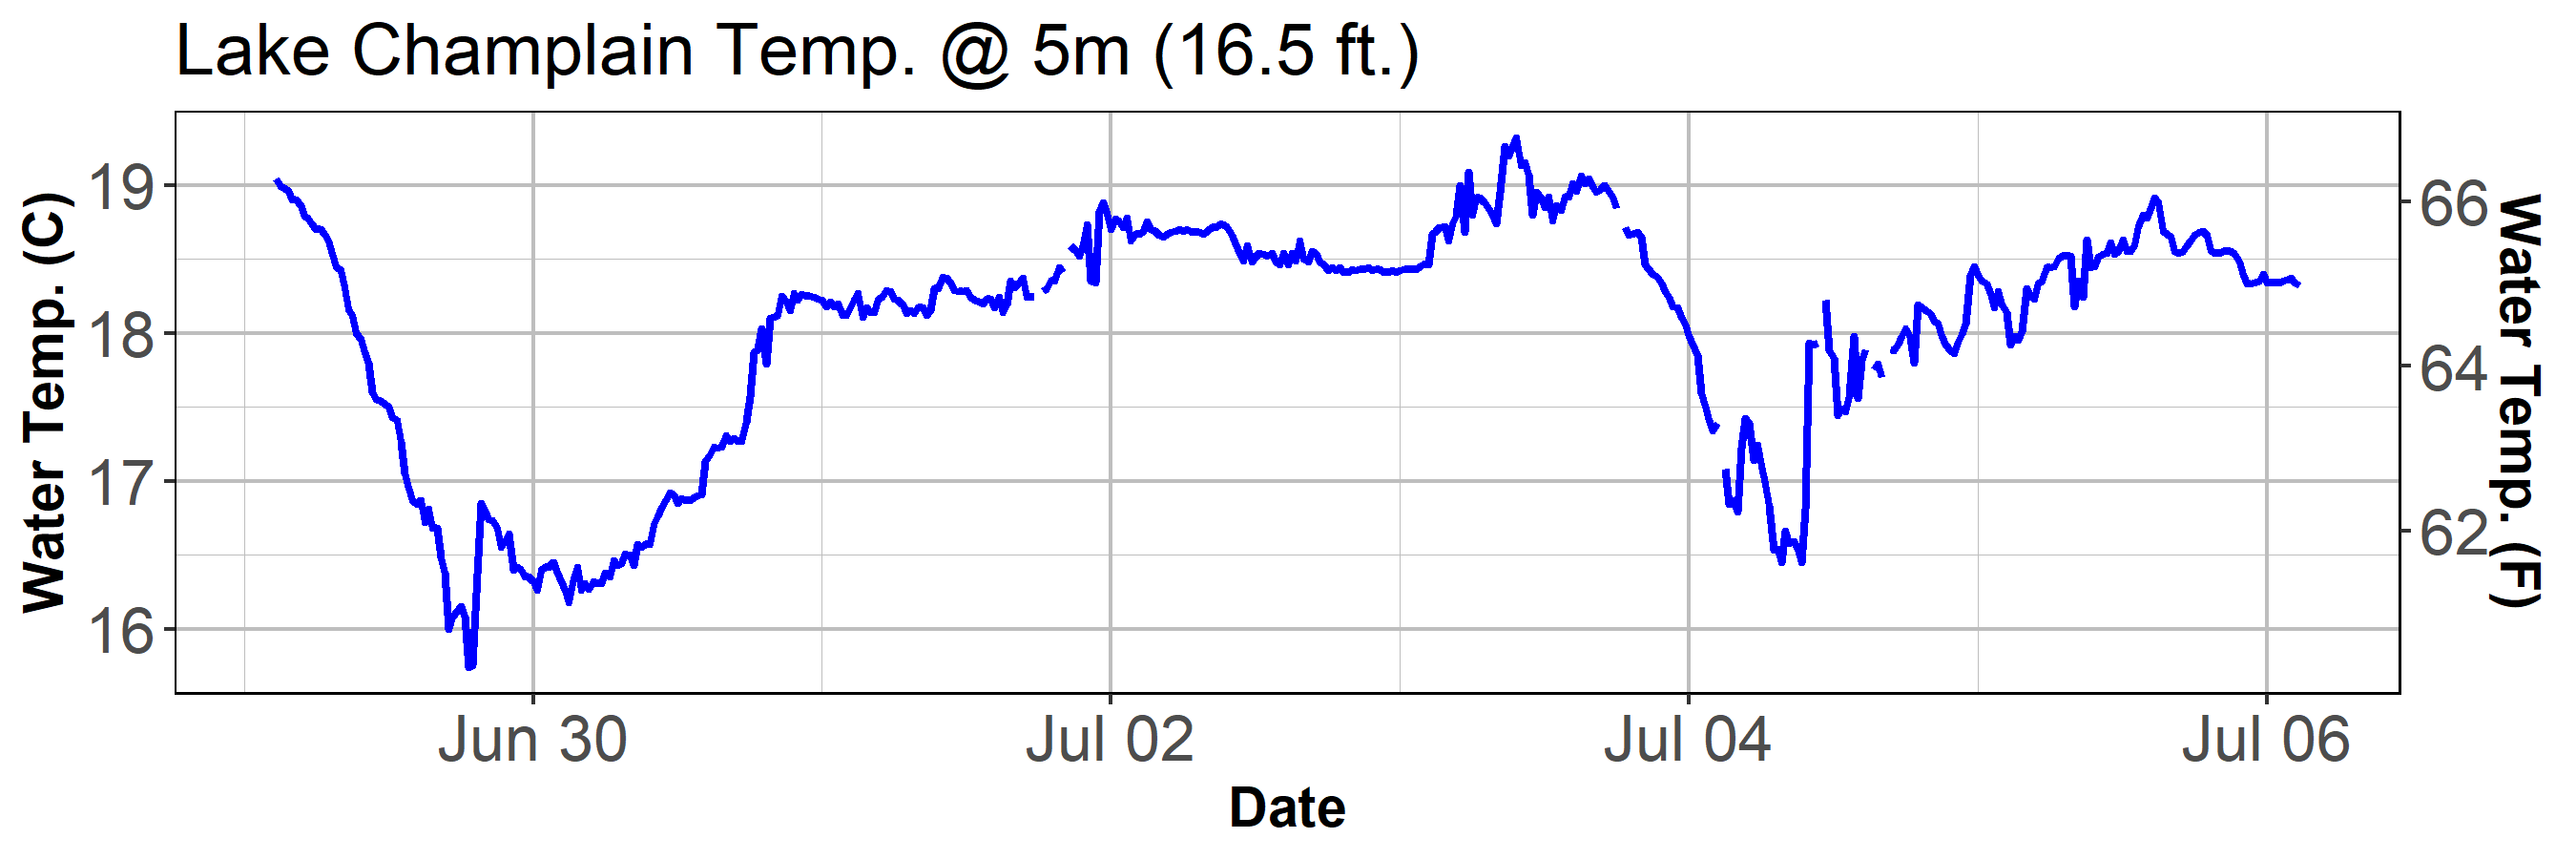 Lake Champlain Temp. @ 5m (16.5 ft.)
Water Temp. (C)
19
18
17
16
66
64
62
Water Temp. (F)
Jun 30
Jul 02
Jul 04
Jul 06
Date